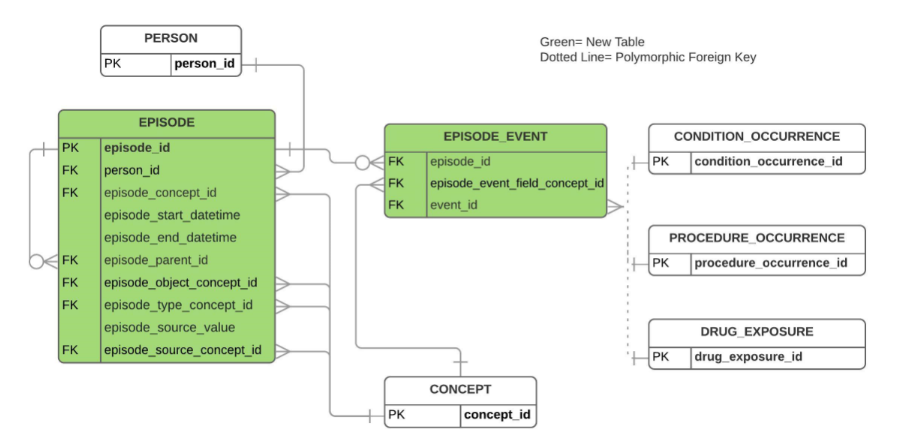 PERSON
PK person_id
Green= New Table
Dotted Line= Polymorphic Foreign Key
EPISODE
PK episode_id
FK person_id
FK episode_concept_id
episode_start_datetime
episode_end_datetime
FK episode_parent_id
FK episode_object_concept_id
FK episode_type_concept_id
episode_source_value
FK episode_source_concept_id
EPISODE_EVENT
FK episode_id
FK episode_event_field_concept_id
FK event_id
CONDITION_OCCURRENCE
PK condition_occurrence_id
PROCEDURE_OCCURRENCE
PK procedure_occurrence_id
DRUG_EXPOSURE
PK drug_exposure_id
CONCEPT
PK concept_id